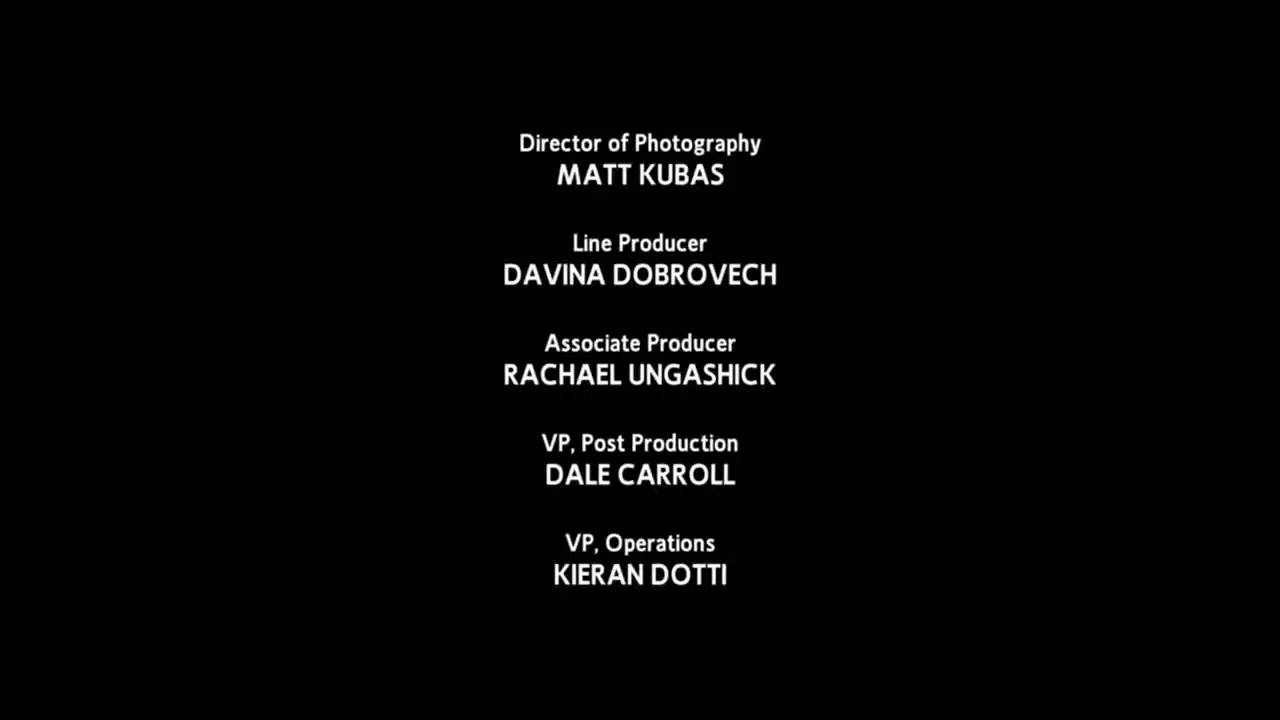 Director of Photography
MATT KUBAS
Line Producer
DAVINA DOBROVECH
Associate Producer
RACHAEL UNGASHICK
VP, Post Production
DALE CARROLL
VP, Operations
KIERAN DOTTI